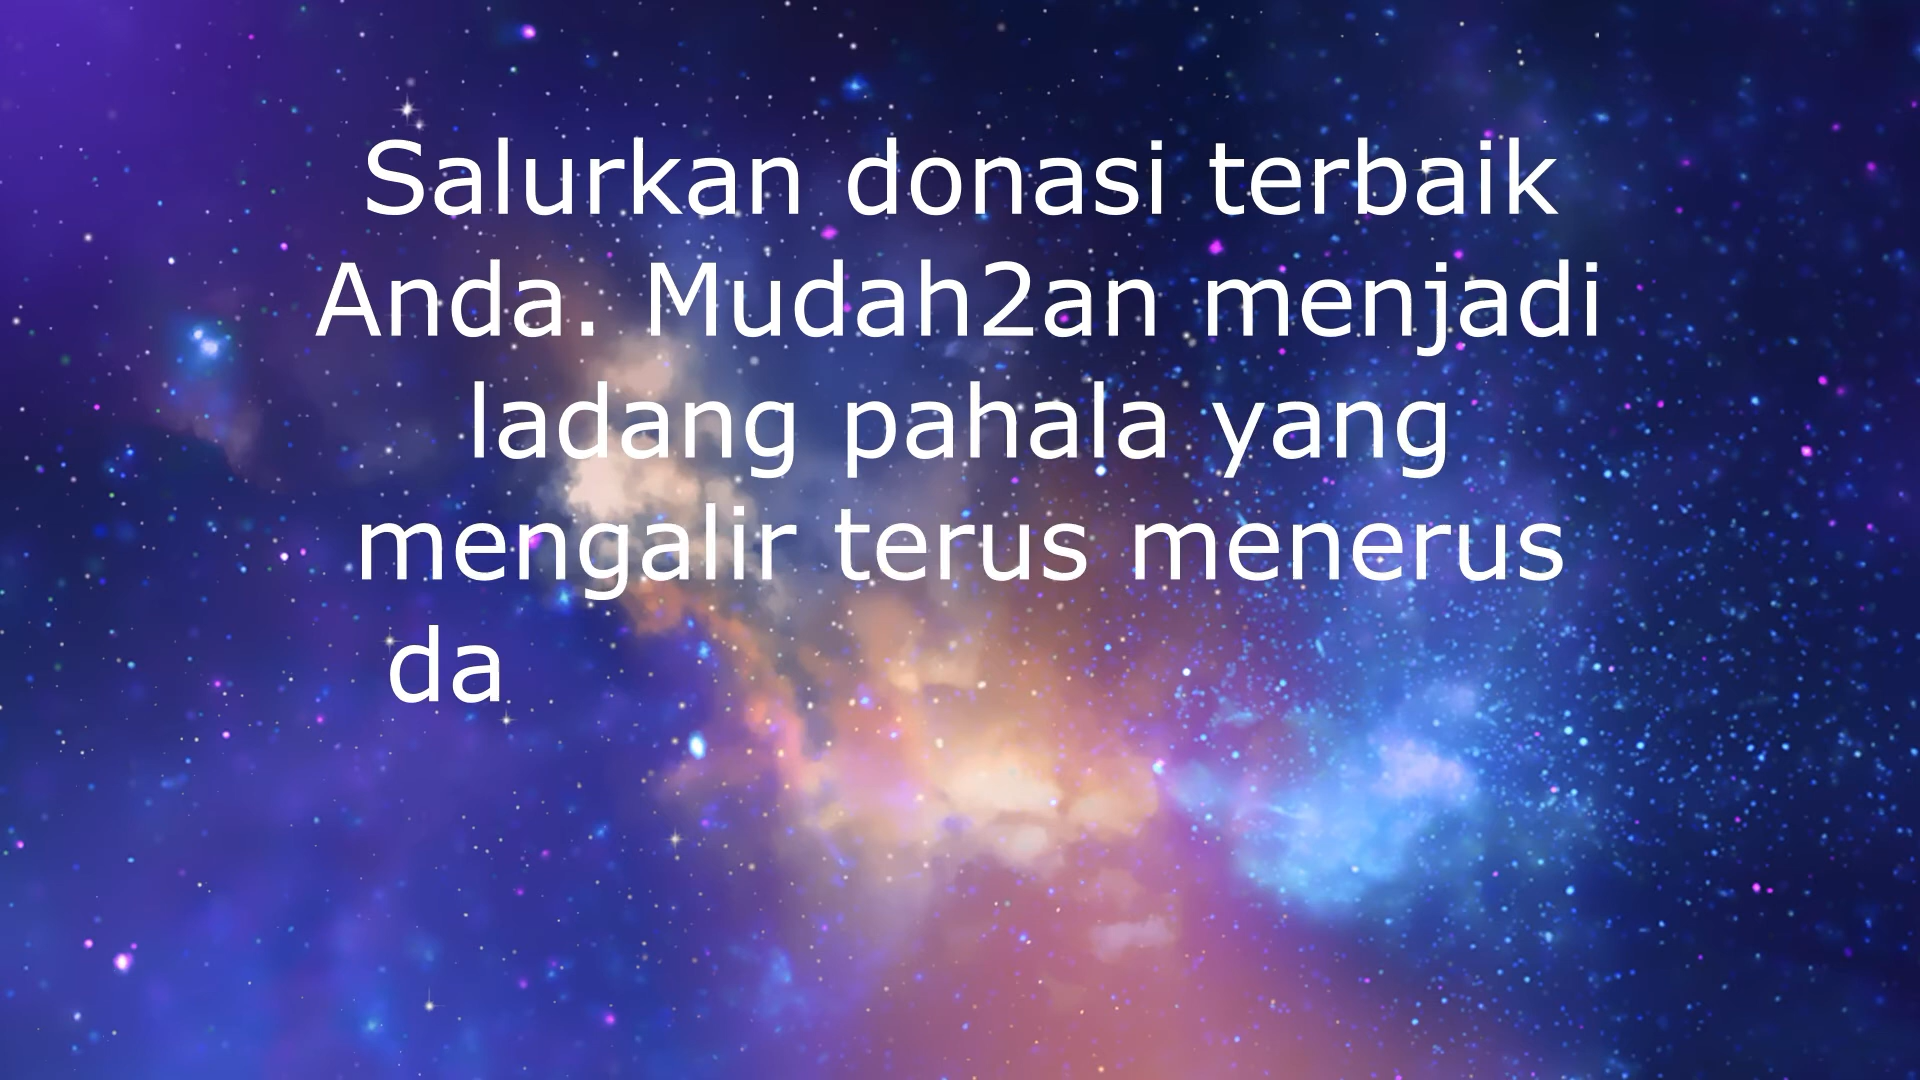 Salurkan donasi terbaik
Anda. Mudah2an menjadi
ladang pahala yang
mengalir terus menerus
da